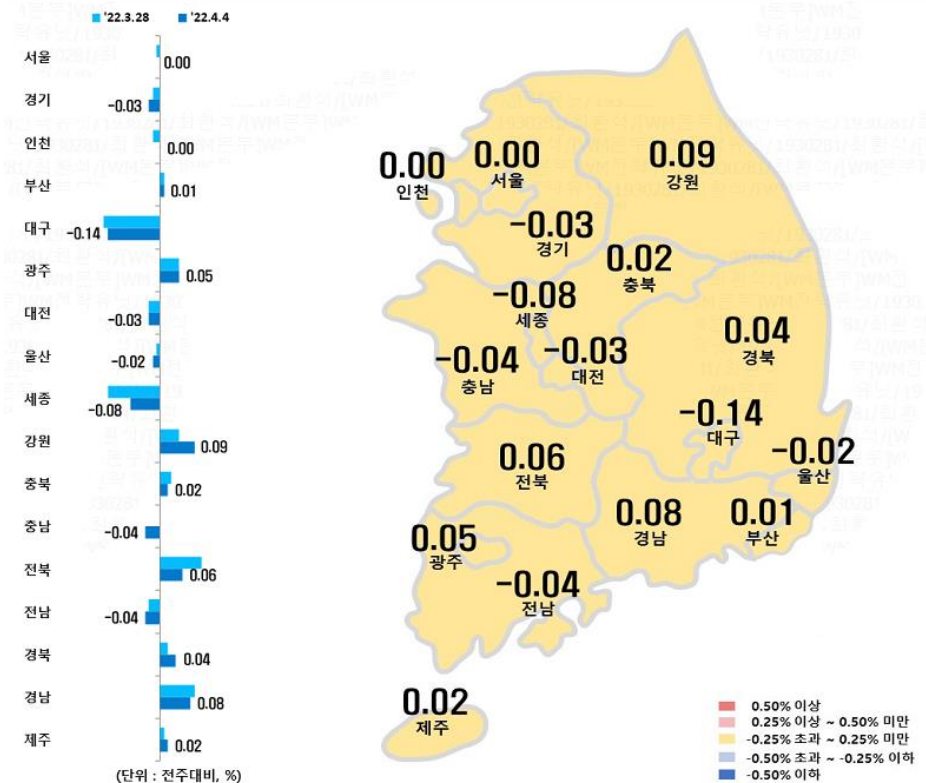 '22.3.28 '22.4.4
서울 0.00
경기 -0.03
인천 0.00
부산 0.01
대구 -0.14
광주 0.05
대전 -0.03
울산 -0.02
세종 -0.08
강원 0.09
충북 0.02
충남 -0.04
전북 0.06
전남 -0.04
경북 0.04
경남 0.08
제주 0.02
(단위 : 전주대비, %)
0.00
인천
0.00
서울
0.09
강원
-0.03
경기
0.02
충북
-0.08
세종
0.04
경북
-0.04
충남
-0.03
대전
-0.14
대구
-0.02
울산
0.06
전북
0.08
경남
0.01
부산
0.05
광주
-0.04
전남
0.02
제주
0.50% 이상
0.25% 이상 ~ 0.50% 미만
-0.25% 초과 ~ 0.25% 미만
-0.50% 초과 ~ -0.25% 이하
-0.50% 이하